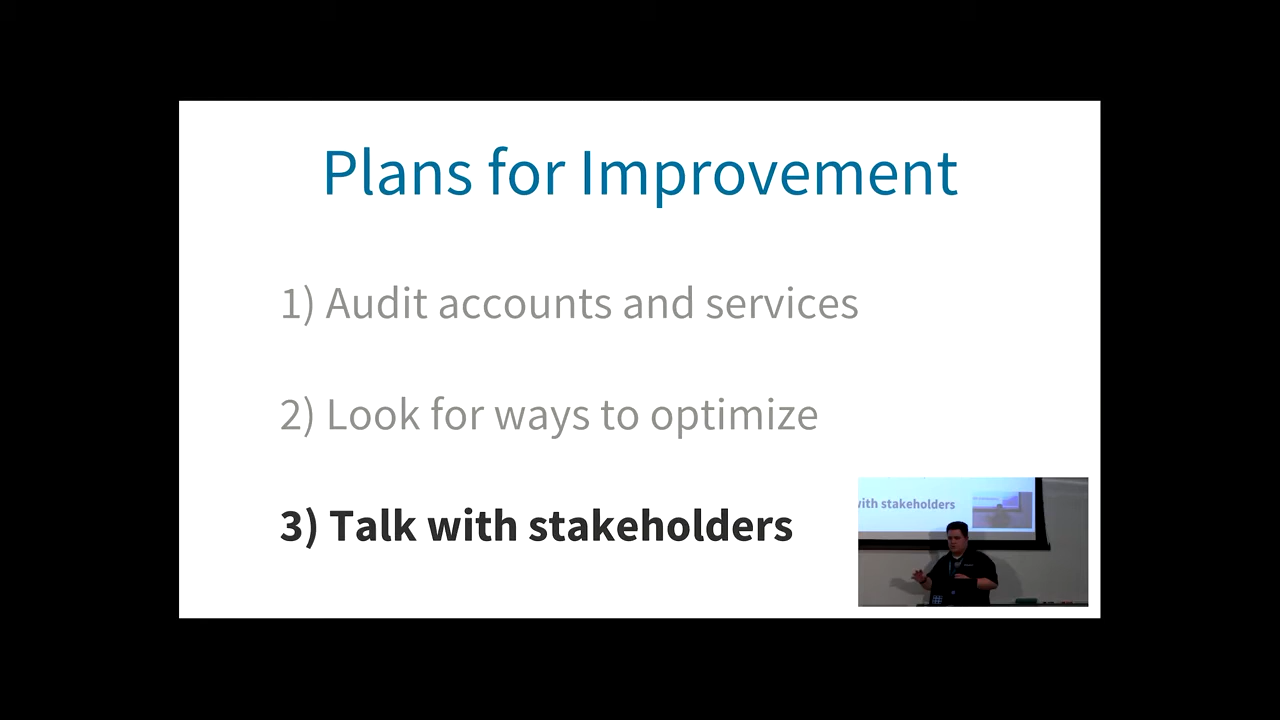 Plans for Improvement
1) Audit accounts and services
2) Look for ways to optimize
3) Talk with stakeholders
with stakeholders